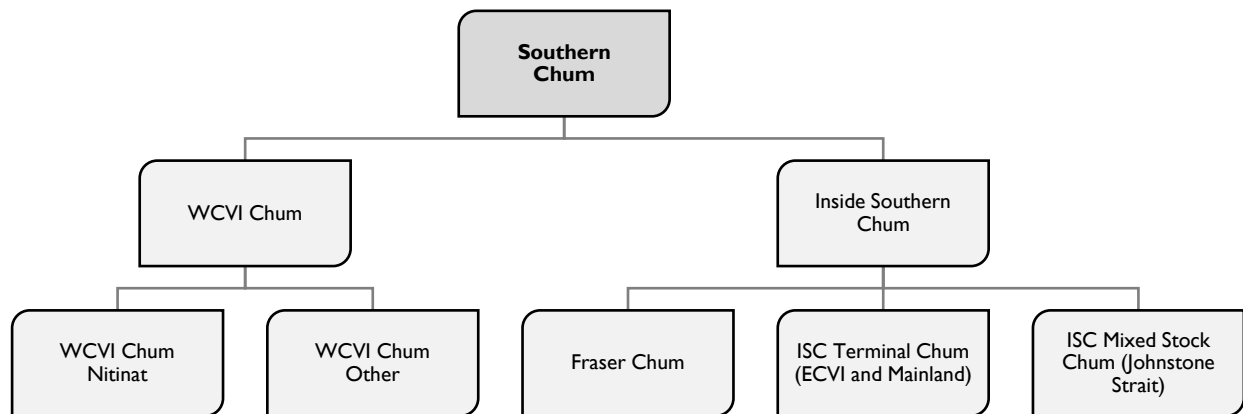 Southern
Chum
WCVI Chum
Inside Southern
Chum
WCVI Chum
Nitinat
WCVI Chum
Other
Fraser Chum
ISC Terminal Chum
(ECVI and Mainland)
ISC Mixed Stock
Chum (Johnstone
Strait)